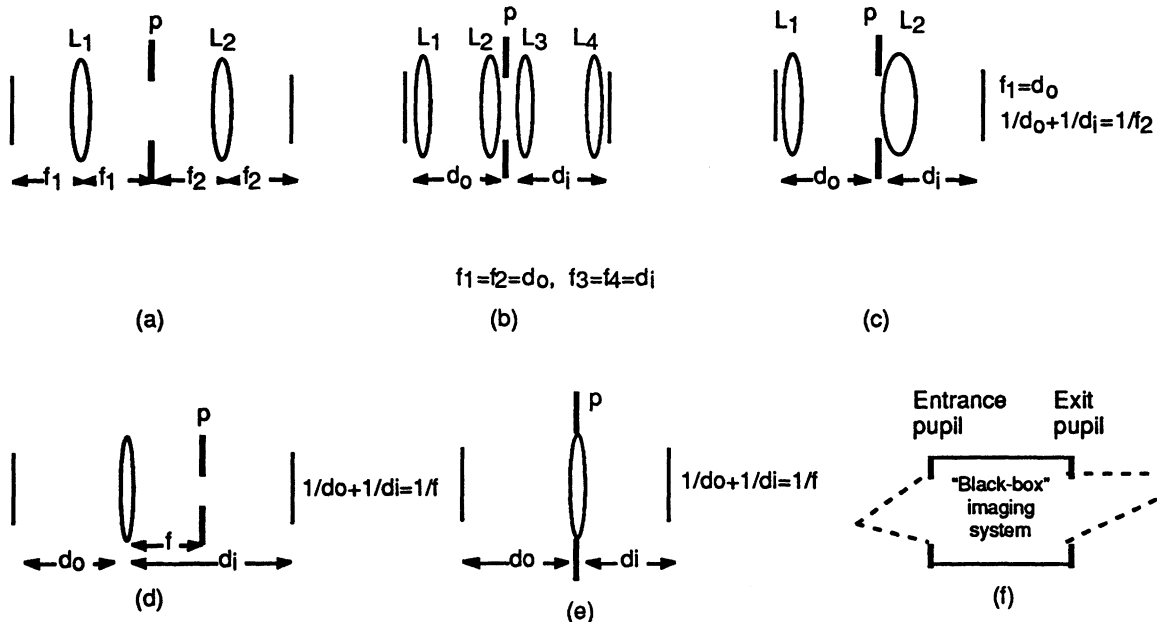 p
L1
L2
f1
f1
f2
f2
(a)
p
L1
L2
L3
L4
do
di
f1=f2=do, f3=f4=di
(b)
p
L1
L2
f1=do
1/do+1/di=1/f2
do
di
(c)
p
1/do+1/di=1/f
f
do
di
(d)
p
1/do+1/di=1/f
do
di
(e)
Entrance
pupil
Exit
pupil
"Black-box"
imaging
system
(f)